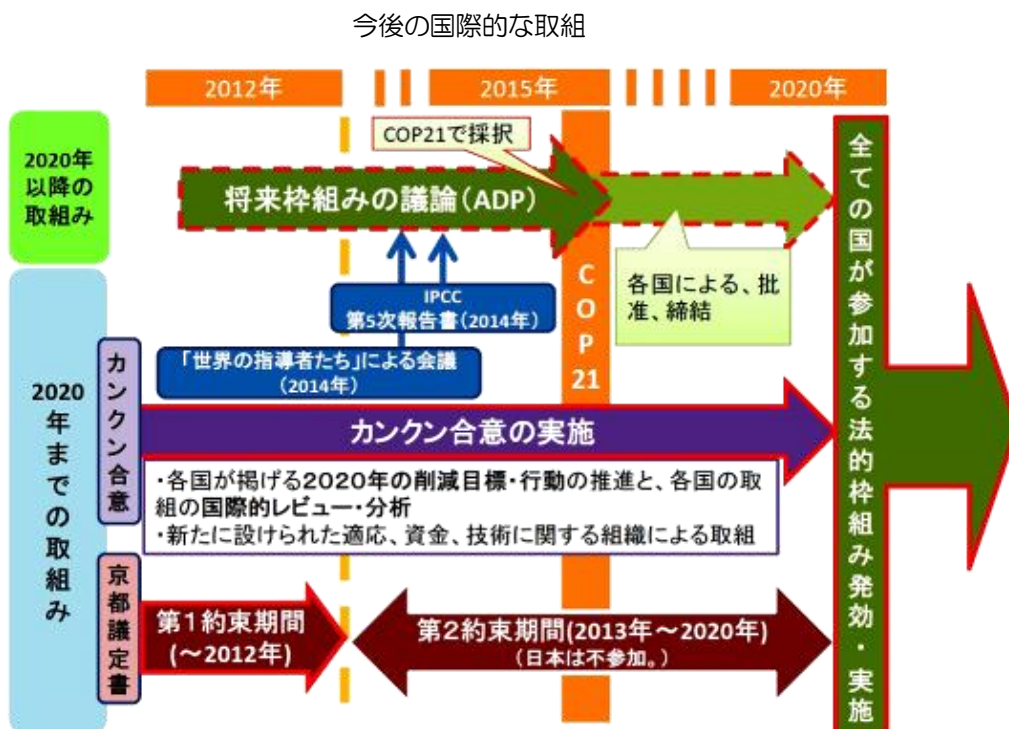 今後の国際的な取組
2012年
2015年
2020年
2020年
以降の
取組み
COP21で採択
将来枠組みの議論(ADP)
各国による、批
准、締結
IPCC
第5次報告書(2014年)
「世界の指導者たち」による会議
(2014年)
COP21
2020年までの取組み
カンクン合意
カンクン合意の実施
・各国が掲げる2020年の削減目標・行動の推進と、各国の取
組の国際的レビュー・分析
・新たに設けられた適応、資金、技術に関する組織による取組
京都議定書
第1約束期間
(～2012年)
第2約束期間(2013年～2020年)
(日本は不参加。)
全ての国が参加する法的枠組み発効・実施